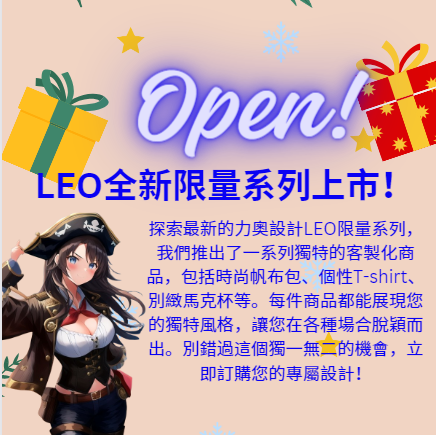 Open!
LEO全新限量系列上市！
探索最新的力奧設計LEO限量系列，
我們推出了一系列獨特的客製化商
品，包括時尚帆布包、個性T-shirt、
別緻馬克杯等。每件商品都能展現您
的獨特風格，讓您在各種場合脫穎而
出。別錯過這個獨一無二的機會，立
即訂購您的專屬設計！